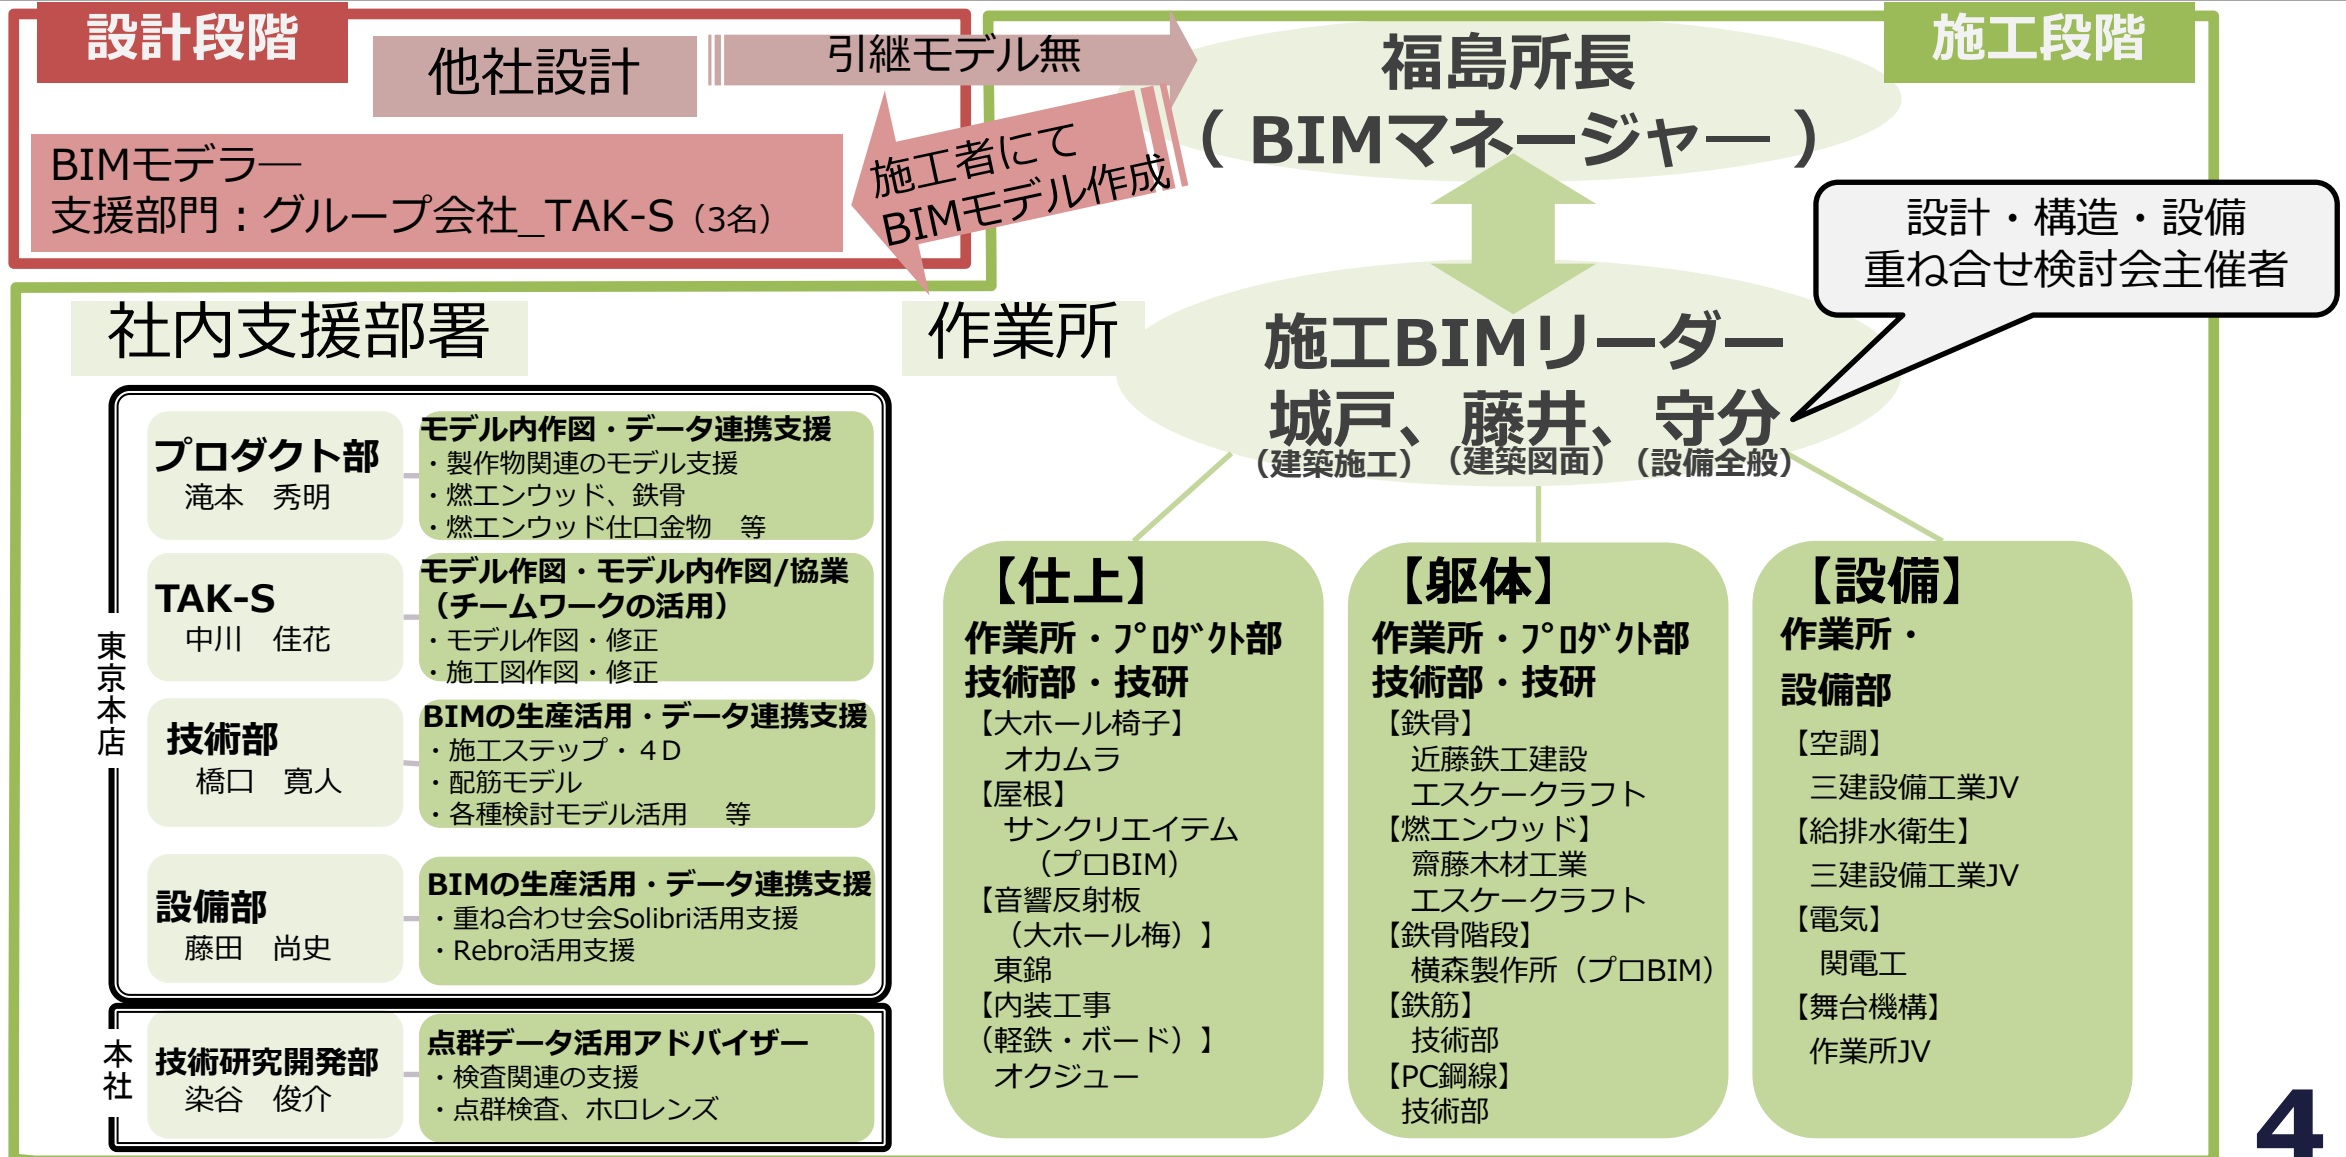 設計段階
他社設計
引継モデル無
BIMモデラ―
支援部門：グループ会社_TAK-S（3名）
施工者にて
BIMモデル作成
施工段階
福島所長
（ BIMマネージャ― ）
設計・構造・設備
重ね合せ検討会主催者
作業所
施工BIMリーダー
城戸、藤井、守分
（建築施工）（建築図面）（設備全般）
社内支援部署
東京本店
プロダクト部
滝本　秀明
モデル内作図・データ連携支援
・製作物関連のモデル支援
・燃エンウッド、鉄骨
・燃エンウッド仕口金物　等
TAK-S
中川　佳花
モデル作図・モデル内作図/協業
（チームワークの活用）
・モデル作図・修正
・施工図作図・修正
技術部
橋口　寛人
BIMの生産活用・データ連携支援
・施工ステップ・４D
・配筋モデル
・各種検討モデル活用　等
設備部
藤田　尚史
BIMの生産活用・データ連携支援
・重ね合わせ会Solibri活用支援
・Rebro活用支援
本社
技術研究開発部
染谷　俊介
点群データ活用アドバイザー
・検査関連の支援
・点群検査、ホロレンズ
【仕上】
作業所・ﾌﾟﾛﾀﾞｸﾄ部
技術部・技研
【大ホール椅子】
オカムラ
【屋根】
サンクリエイテム
（プロBIM）
【音響反射板
（大ホール梅）】
東錦
【内装工事
（軽鉄・ボード）】
オクジュー
【躯体】
作業所・ﾌﾟﾛﾀﾞｸﾄ部
技術部・技研
【鉄骨】
近藤鉄工建設
エスケークラフト
【燃エンウッド】
齋藤木材工業
エスケークラフト
【鉄骨階段】
横森製作所（プロBIM）
【鉄筋】
技術部
【PC鋼線】
技術部
【設備】
作業所・
設備部
【空調】
三建設備工業JV
【給排水衛生】
三建設備工業JV
【電気】
関電工
【舞台機構】
作業所JV
4